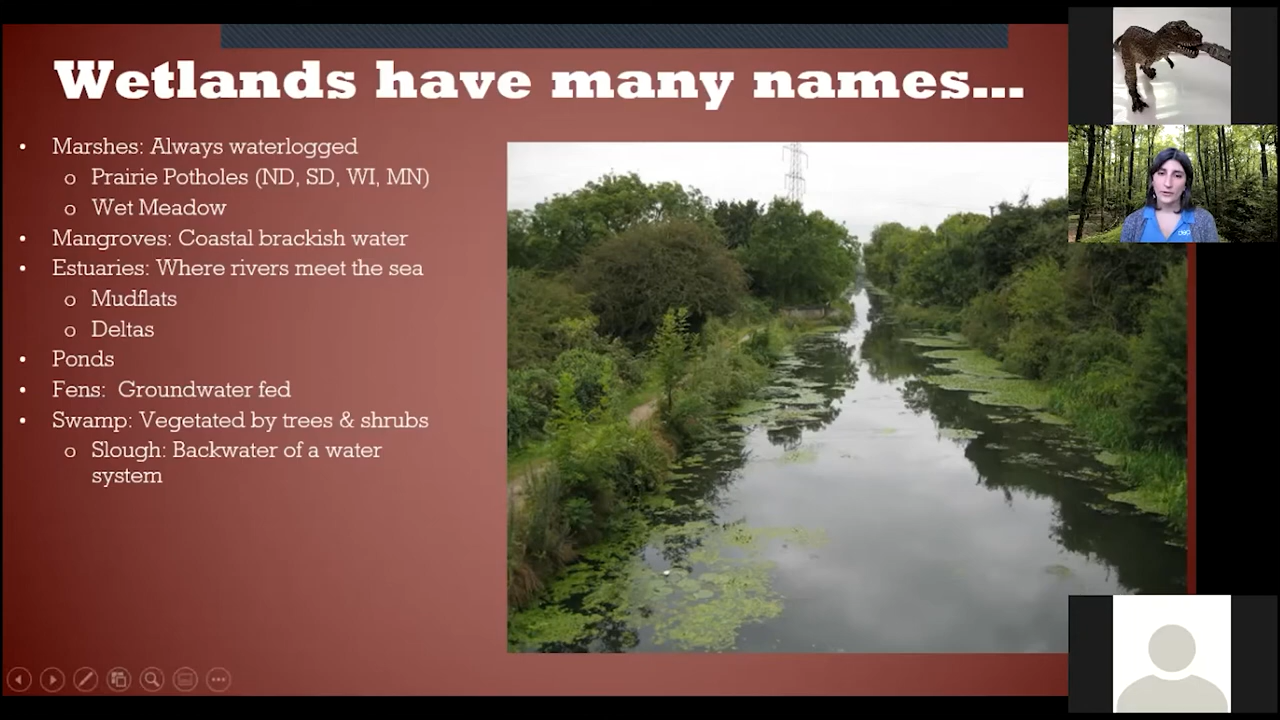 Wetlands have many names...
• Marshes: Always waterlogged
o Prairie Potholes (ND, SD, WI, MN)
o Wet Meadow
• Mangroves: Coastal brackish water
• Estuaries: Where rivers meet the sea
o Mudflats
o Deltas
• Ponds
• Fens: Groundwater fed
• Swamp: Vegetated by trees & shrubs
o Slough: Backwater of a water
system